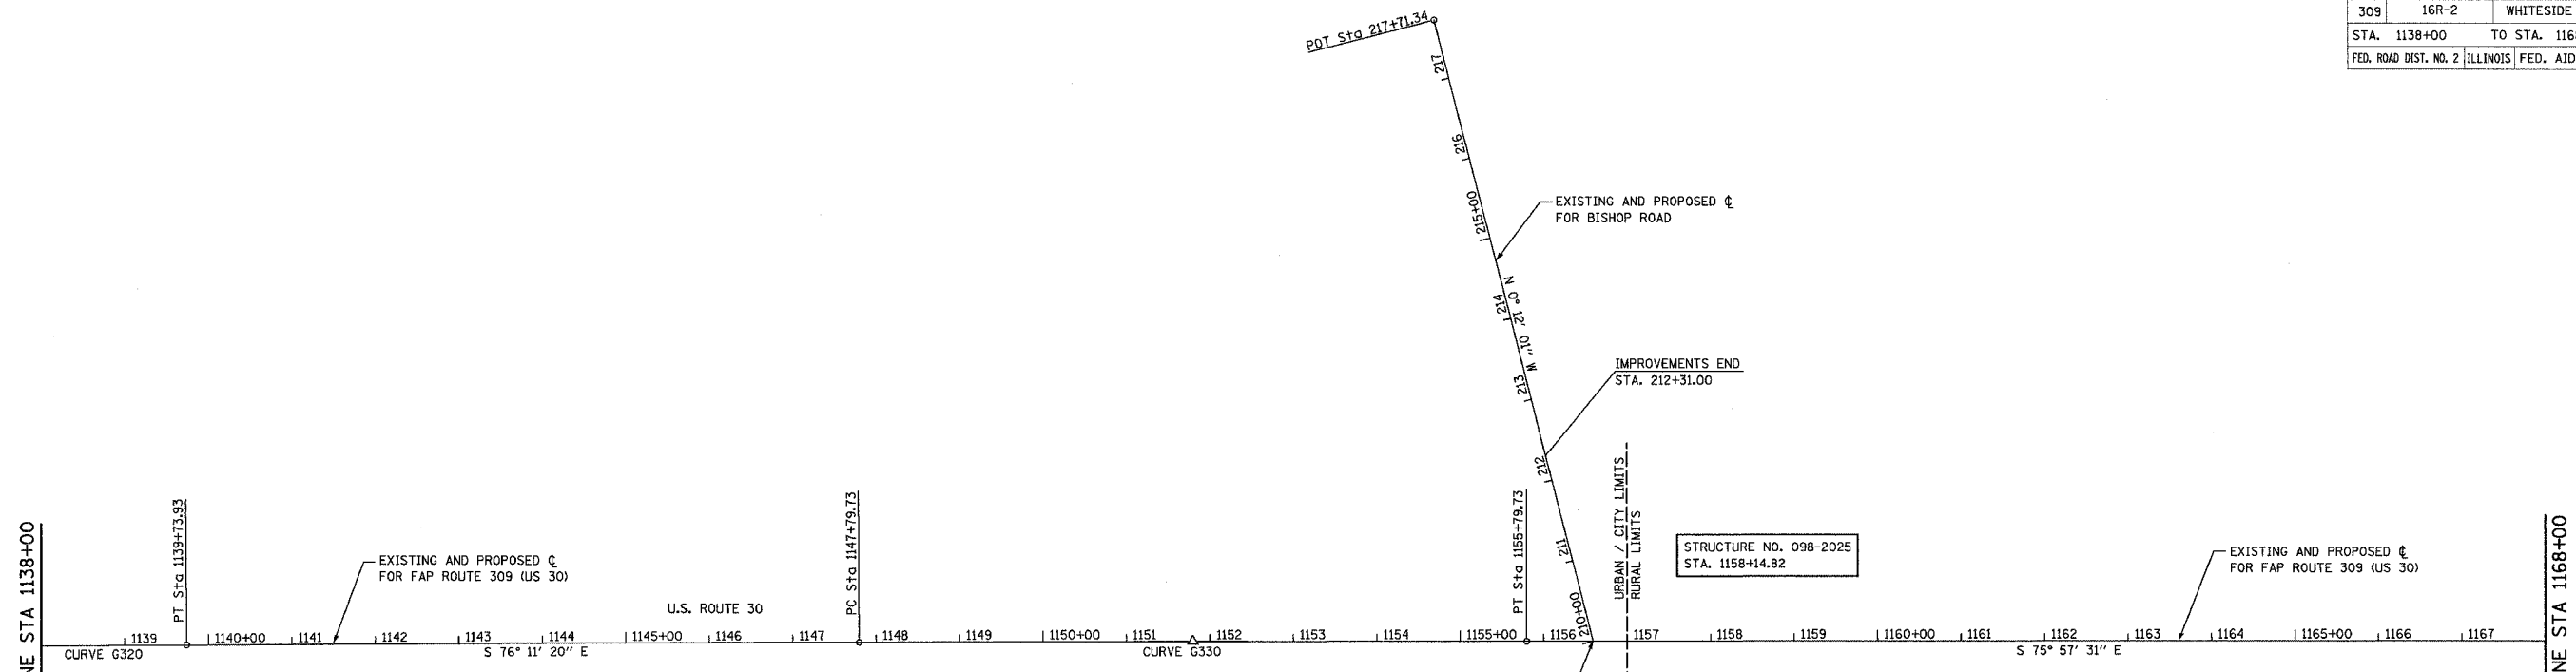 309 16R-2 WHITESIDE
STA. 1138+00 TO STA. 116
FED. ROAD DIST. NO. 2 ILLINOIS FED. AID
POT Sta 217+71.34
217
216
215+00
EXISTING AND PROPOSED ℄
FOR BISHOP ROAD
214
N 0° 12' 01" W
213
IMPROVEMENTS END
STA. 212+31.00
212
211
210+00
URBAN / CITY LIMITS
RURAL LIMITS
STRUCTURE NO. 098-2025
STA. 1158+14.82
NE STA 1138+00
PT Sta 1139+73.93
EXISTING AND PROPOSED ℄
FOR FAP ROUTE 309 (US 30)
U.S. ROUTE 30
PC Sta 1147+79.73
PT Sta 1155+79.73
EXISTING AND PROPOSED ℄
FOR FAP ROUTE 309 (US 30)
NE STA 1168+00
1139 1140+00 1141 1142 1143 1144 1145+00 1146 1147 1148 1149 1150+00 1151 1152 1153 1154 1155+00 1156 1157 1158 1159 1160+00 1161 1162 1163 1164 1165+00 1166 1167
CURVE G320 S 76° 11' 20" E CURVE G330 S 75° 57' 31" E